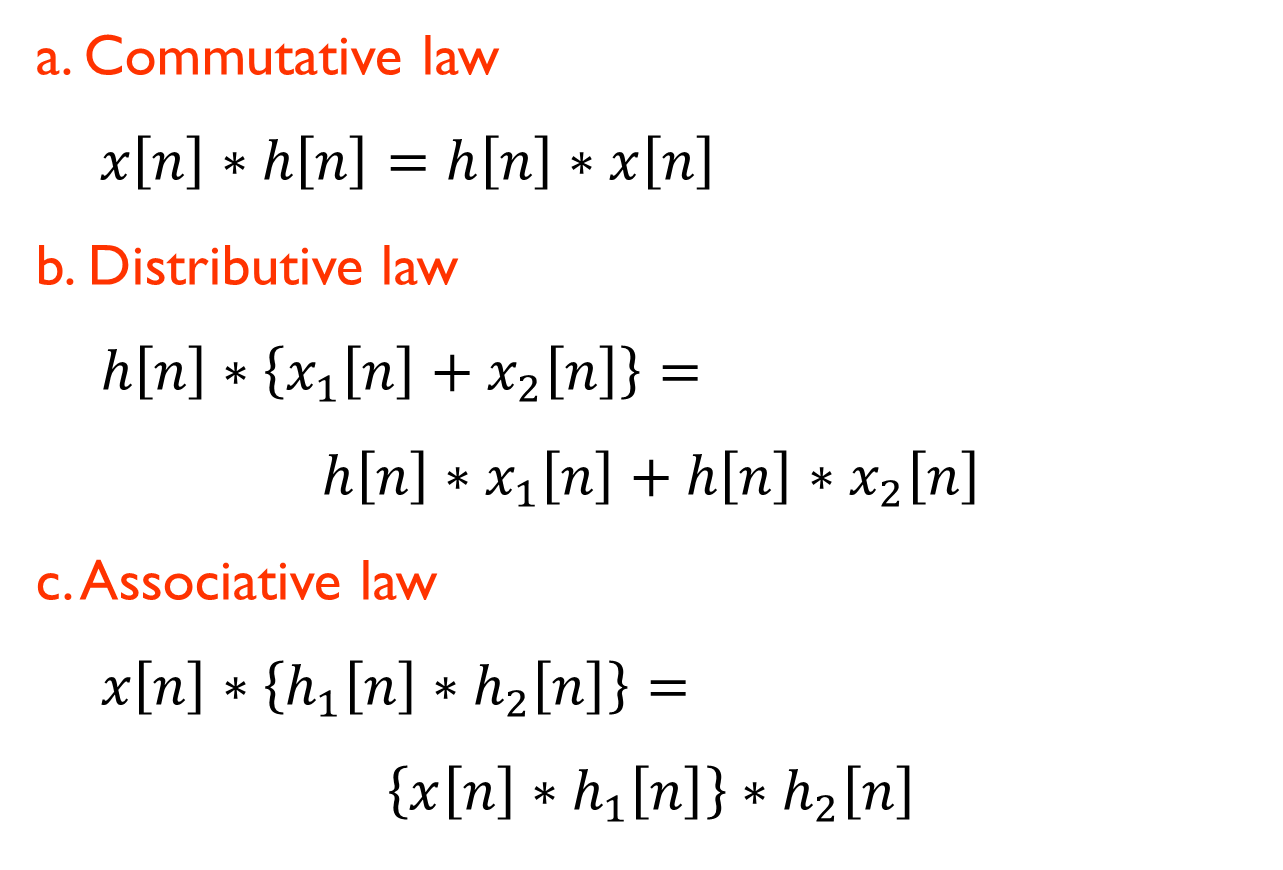 a. Commutative law
x[n] ∗ h[n] = h[n] ∗ x[n]
b. Distributive law
h[n] ∗ {x₁[n] + x₂[n]} =
h[n] ∗ x₁[n] + h[n] ∗ x₂[n]
c. Associative law
x[n] ∗ {h₁[n] ∗ h₂[n]} =
{x[n] ∗ h₁[n]} ∗ h₂[n]